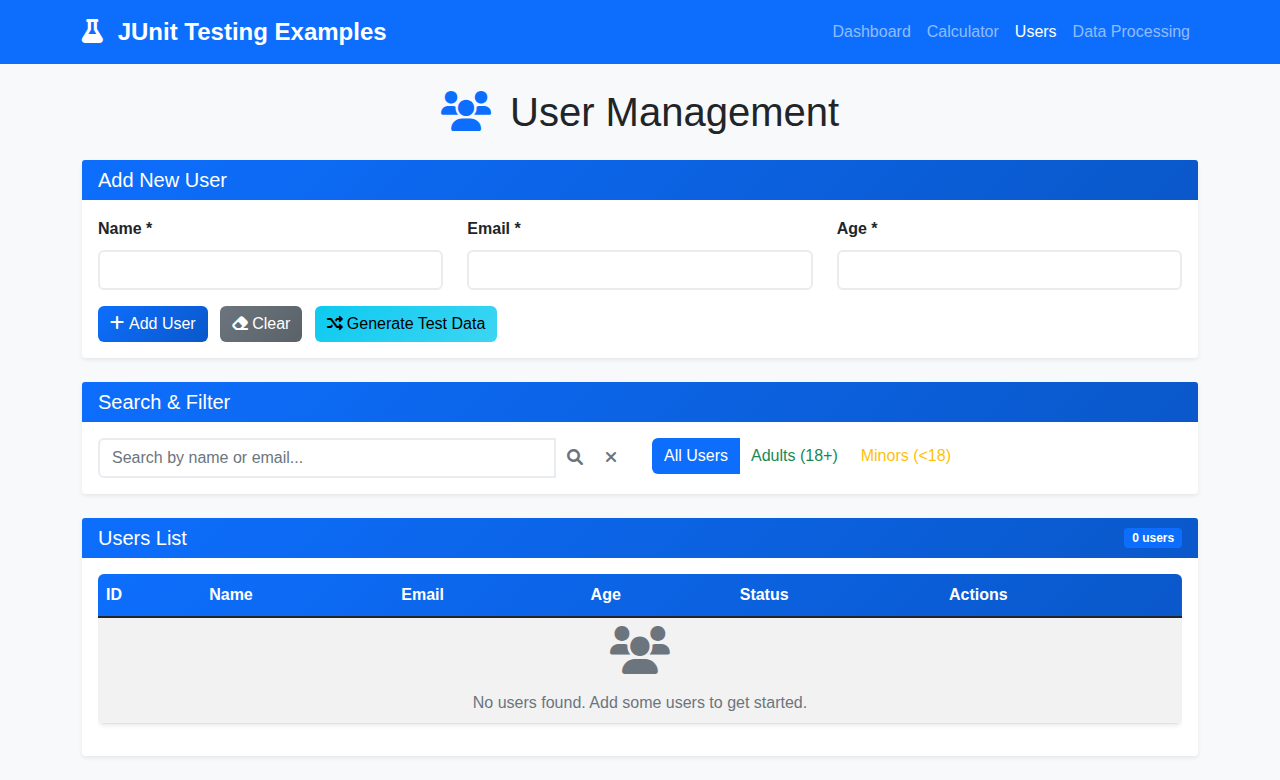 JUnit Testing Examples
Dashboard Calculator Users Data Processing
User Management
Add New User
Name * Email * Age *
Add User Clear Generate Test Data
Search & Filter
Search by name or email... All Users Adults (18+) Minors (<18)
Users List 0 users
ID Name Email Age Status Actions
No users found. Add some users to get started.